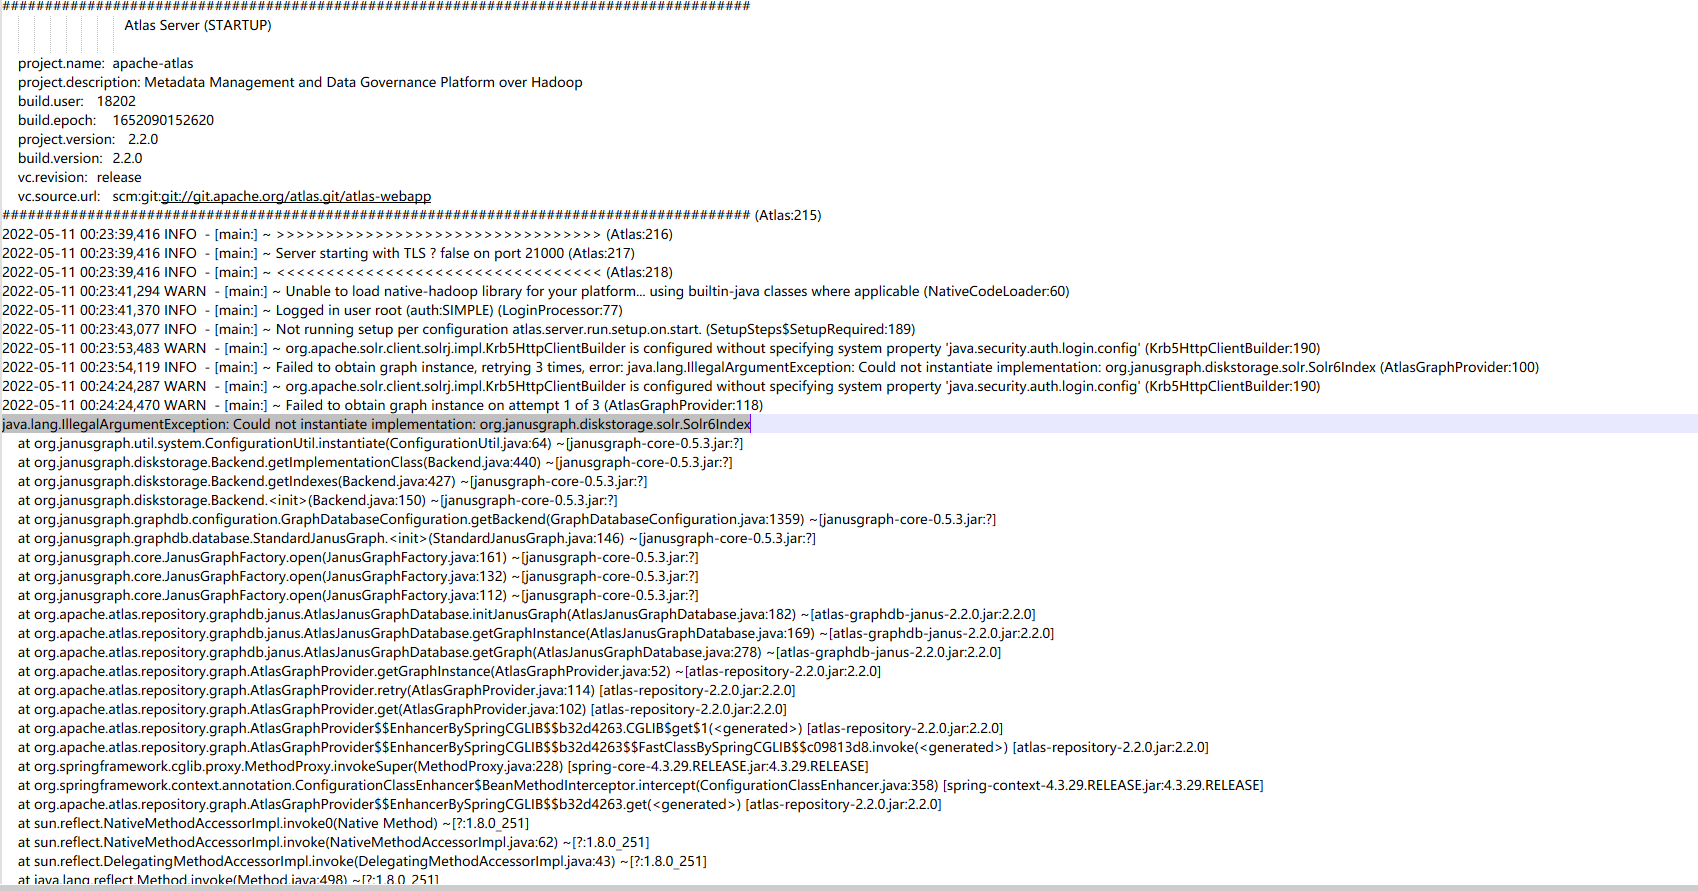 ########################################################################################
Atlas Server (STARTUP)
project.name: apache-atlas
project.description: Metadata Management and Data Governance Platform over Hadoop
build.user: 18202
build.epoch: 1652090152620
project.version: 2.2.0
build.version: 2.2.0
vc.revision: release
vc.source.url: scm:git:git://git.apache.org/atlas.git/atlas-webapp
######################################################################################## (Atlas:215)
2022-05-11 00:23:39,416 INFO - [main:] ~ >>>>>>>>>>>>>>>>>>>>>>>>>>>>>>>>> (Atlas:216)
2022-05-11 00:23:39,416 INFO - [main:] ~ Server starting with TLS ? false on port 21000 (Atlas:217)
2022-05-11 00:23:39,416 INFO - [main:] ~ <<<<<<<<<<<<<<<<<<<<<<<<<<<<<<<<< (Atlas:218)
2022-05-11 00:23:41,294 WARN - [main:] ~ Unable to load native-hadoop library for your platform... using builtin-java classes where applicable (NativeCodeLoader:60)
2022-05-11 00:23:41,370 INFO - [main:] ~ Logged in user root (auth:SIMPLE) (LoginProcessor:77)
2022-05-11 00:23:43,077 INFO - [main:] ~ Not running setup per configuration atlas.server.run.setup.on.start. (SetupSteps$SetupRequired:189)
2022-05-11 00:23:53,483 WARN - [main:] ~ org.apache.solr.client.solrj.impl.Krb5HttpClientBuilder is configured without specifying system property 'java.security.auth.login.config' (Krb5HttpClientBuilder:190)
2022-05-11 00:23:54,119 INFO - [main:] ~ Failed to obtain graph instance, retrying 3 times, error: java.lang.IllegalArgumentException: Could not instantiate implementation: org.janusgraph.diskstorage.solr.Solr6Index (AtlasGraphProvider:100)
2022-05-11 00:24:24,287 WARN - [main:] ~ org.apache.solr.client.solrj.impl.Krb5HttpClientBuilder is configured without specifying system property 'java.security.auth.login.config' (Krb5HttpClientBuilder:190)
2022-05-11 00:24:24,470 WARN - [main:] ~ Failed to obtain graph instance on attempt 1 of 3 (AtlasGraphProvider:118)
java.lang.IllegalArgumentException: Could not instantiate implementation: org.janusgraph.diskstorage.solr.Solr6Index
at org.janusgraph.util.system.ConfigurationUtil.instantiate(ConfigurationUtil.java:64) ~[janusgraph-core-0.5.3.jar:?]
at org.janusgraph.diskstorage.Backend.getImplementationClass(Backend.java:440) ~[janusgraph-core-0.5.3.jar:?]
at org.janusgraph.diskstorage.Backend.getIndexes(Backend.java:427) ~[janusgraph-core-0.5.3.jar:?]
at org.janusgraph.diskstorage.Backend.<init>(Backend.java:150) ~[janusgraph-core-0.5.3.jar:?]
at org.janusgraph.graphdb.configuration.GraphDatabaseConfiguration.getBackend(GraphDatabaseConfiguration.java:1359) ~[janusgraph-core-0.5.3.jar:?]
at org.janusgraph.graphdb.database.StandardJanusGraph.<init>(StandardJanusGraph.java:146) ~[janusgraph-core-0.5.3.jar:?]
at org.janusgraph.core.JanusGraphFactory.open(JanusGraphFactory.java:161) ~[janusgraph-core-0.5.3.jar:?]
at org.janusgraph.core.JanusGraphFactory.open(JanusGraphFactory.java:132) ~[janusgraph-core-0.5.3.jar:?]
at org.janusgraph.core.JanusGraphFactory.open(JanusGraphFactory.java:112) ~[janusgraph-core-0.5.3.jar:?]
at org.apache.atlas.repository.graphdb.janus.AtlasJanusGraphDatabase.initJanusGraph(AtlasJanusGraphDatabase.java:182) ~[atlas-graphdb-janus-2.2.0.jar:2.2.0]
at org.apache.atlas.repository.graphdb.janus.AtlasJanusGraphDatabase.getGraphInstance(AtlasJanusGraphDatabase.java:169) ~[atlas-graphdb-janus-2.2.0.jar:2.2.0]
at org.apache.atlas.repository.graphdb.janus.AtlasJanusGraphDatabase.getGraph(AtlasJanusGraphDatabase.java:278) ~[atlas-graphdb-janus-2.2.0.jar:2.2.0]
at org.apache.atlas.repository.graph.AtlasGraphProvider.getGraphInstance(AtlasGraphProvider.java:52) ~[atlas-repository-2.2.0.jar:2.2.0]
at org.apache.atlas.repository.graph.AtlasGraphProvider.retry(AtlasGraphProvider.java:114) [atlas-repository-2.2.0.jar:2.2.0]
at org.apache.atlas.repository.graph.AtlasGraphProvider.get(AtlasGraphProvider.java:102) [atlas-repository-2.2.0.jar:2.2.0]
at org.apache.atlas.repository.graph.AtlasGraphProvider$$EnhancerBySpringCGLIB$$b32d4263.CGLIB$get$1(<generated>) [atlas-repository-2.2.0.jar:2.2.0]
at org.apache.atlas.repository.graph.AtlasGraphProvider$$EnhancerBySpringCGLIB$$b32d4263$$FastClassBySpringCGLIB$$c09813d8.invoke(<generated>) [atlas-repository-2.2.0.jar:2.2.0]
at org.springframework.cglib.proxy.MethodProxy.invokeSuper(MethodProxy.java:228) [spring-core-4.3.29.RELEASE.jar:4.3.29.RELEASE]
at org.springframework.context.annotation.ConfigurationClassEnhancer$BeanMethodInterceptor.intercept(ConfigurationClassEnhancer.java:358) [spring-context-4.3.29.RELEASE.jar:4.3.29.RELEASE]
at org.apache.atlas.repository.graph.AtlasGraphProvider$$EnhancerBySpringCGLIB$$b32d4263.get(<generated>) [atlas-repository-2.2.0.jar:2.2.0]
at sun.reflect.NativeMethodAccessorImpl.invoke0(Native Method) ~[?:1.8.0_251]
at sun.reflect.NativeMethodAccessorImpl.invoke(NativeMethodAccessorImpl.java:62) ~[?:1.8.0_251]
at sun.reflect.DelegatingMethodAccessorImpl.invoke(DelegatingMethodAccessorImpl.java:43) ~[?:1.8.0_251]
at java.lang.reflect.Method.invoke(Method.java:498) ~[?:1.8.0_251]